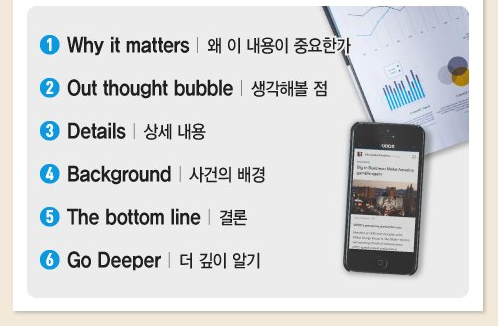 1 Why it matters | 왜 이 내용이 중요한가
2 Out thought bubble | 생각해볼 점
3 Details | 상세 내용
4 Background | 사건의 배경
5 The bottom line | 결론
6 Go Deeper | 더 깊이 알기